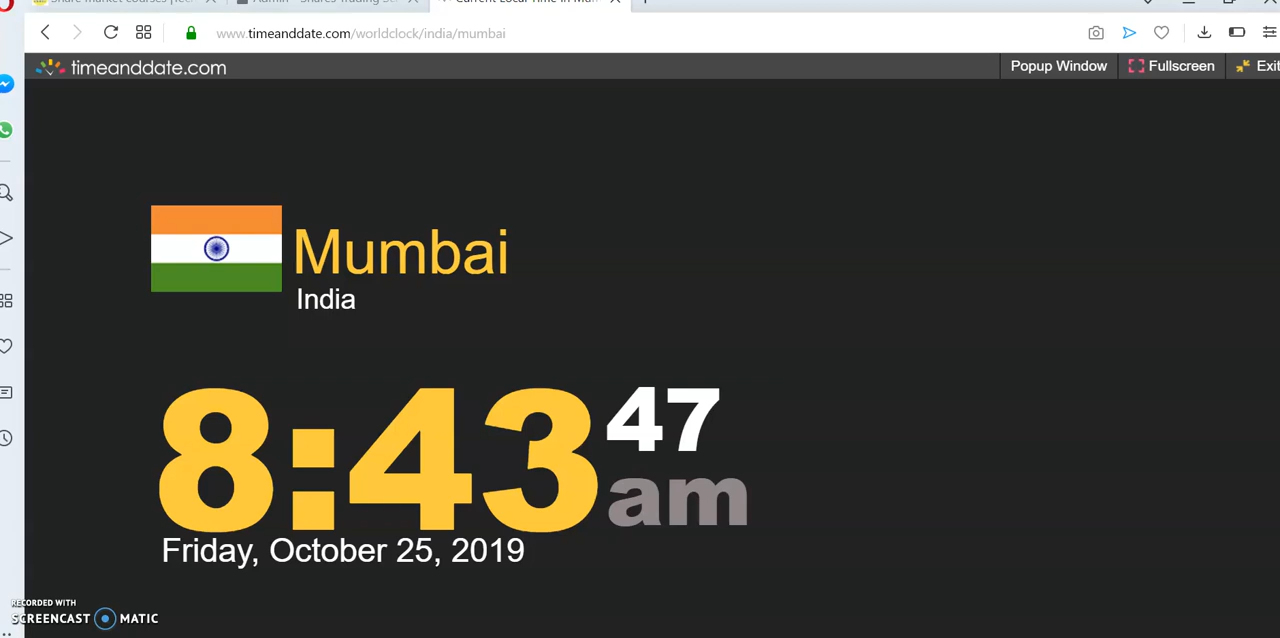 www.timeanddate.com/worldclock/india/mumbai
timeanddate.com
Popup Window
Fullscreen
Exit
Mumbai
India
8:43
47
am
Friday, October 25, 2019
RECORDED WITH
SCREENCAST MATIC